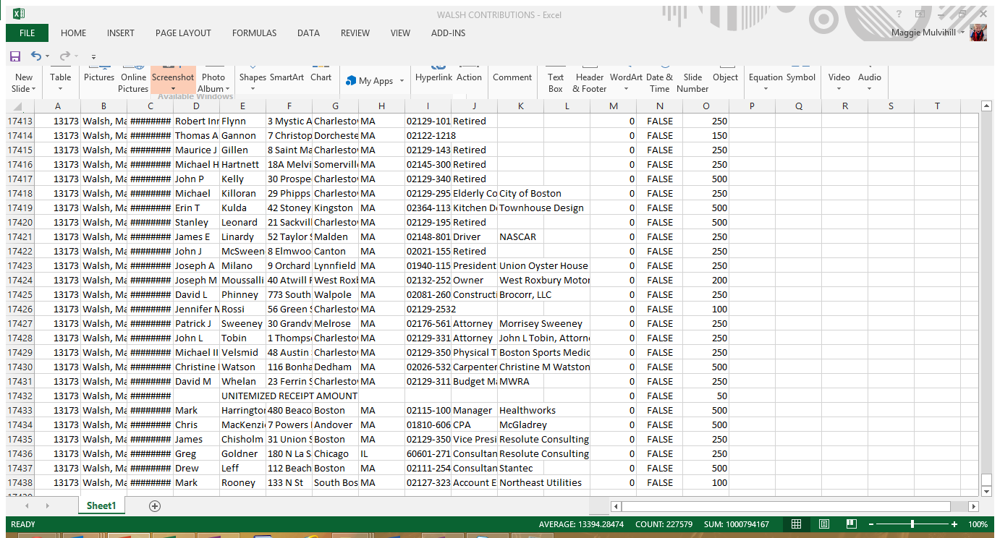 WALSH CONTRIBUTIONS - Excel
FILE HOME INSERT PAGE LAYOUT FORMULAS DATA REVIEW VIEW ADD-INS Maggie Mulvihill
New Slide Table Pictures Online Pictures Screenshot Photo Album Shapes SmartArt Chart My Apps Hyperlink Action Comment Text Box Header & Footer WordArt Date & Time Slide Number Object Equation Symbol Video Audio
Available Windows
A B C D E F G H I J K L M N O P Q R S T
17413 13173 Walsh, Ma ######## Robert Inr Flynn 3 Mystic A Charlesto MA 02129-101 Retired 0 FALSE 250
17414 13173 Walsh, Ma ######## Thomas A Gannon 7 Christop Dorcheste MA 02122-1218 0 FALSE 150
17415 13173 Walsh, Ma ######## Maurice J Gillen 8 Saint Ma Charlesto MA 02129-143 Retired 0 FALSE 250
17416 13173 Walsh, Ma ######## Michael H Hartnett 18A Melvi Somerville MA 02145-300 Retired 0 FALSE 250
17417 13173 Walsh, Ma ######## John P Kelly 30 Prospe Charlesto MA 02129-340 Retired 0 FALSE 500
17418 13173 Walsh, Ma ######## Michael Killoran 29 Phipps Charlesto MA 02129-295 Elderly Co City of Boston 0 FALSE 250
17419 13173 Walsh, Ma ######## Erin T Kulda 42 Stoney Kingston MA 02364-113 Kitchen D Townhouse Design 0 FALSE 500
17420 13173 Walsh, Ma ######## Stanley Leonard 21 Sackvil Charlesto MA 02129-195 Retired 0 FALSE 500
17421 13173 Walsh, Ma ######## James E Linardy 52 Taylor S Malden MA 02148-801 Driver NASCAR 0 FALSE 250
17422 13173 Walsh, Ma ######## John J McSween 8 Elmwoo Canton MA 02021-155 Retired 0 FALSE 250
17423 13173 Walsh, Ma ######## Joseph A Milano 9 Orchard Lynnfield MA 01940-115 President Union Oyster House 0 FALSE 250
17424 13173 Walsh, Ma ######## Joseph M Moussalli 40 Atwill R West Roxb MA 02132-252 Owner West Roxbury Motor 0 FALSE 200
17425 13173 Walsh, Ma ######## David L Phinney 773 South Walpole MA 02081-260 Constructi Brocorr, LLC 0 FALSE 250
17426 13173 Walsh, Ma ######## Jennifer M Rossi 56 Green S Charlesto MA 02129-2532 0 FALSE 100
17427 13173 Walsh, Ma ######## Patrick J Sweeney 30 Grandv Melrose MA 02176-561 Attorney Morrisey Sweeney 0 FALSE 250
17428 13173 Walsh, Ma ######## John L Tobin 1 Thomps Charlesto MA 02129-331 Attorney John L Tobin, Attorn 0 FALSE 250
17429 13173 Walsh, Ma ######## Michael II Velsmid 48 Austin Charlesto MA 02129-350 Physical T Boston Sports Medic 0 FALSE 250
17430 13173 Walsh, Ma ######## Christine Watson 116 Bonha Dedham MA 02026-532 Carpenter Christine M Watston 0 FALSE 500
17431 13173 Walsh, Ma ######## David M Whelan 23 Ferrin S Charlesto MA 02129-311 Budget Ma MWRA 0 FALSE 250
17432 13173 Walsh, Ma ######## UNITEMIZED RECEIPT AMOUNT 0 FALSE 50
17433 13173 Walsh, Ma ######## Mark Harrington 480 Beaco Boston MA 02115-100 Manager Healthworks 0 FALSE 500
17434 13173 Walsh, Ma ######## Chris MacKenzi 7 Powers Andover MA 01810-606 CPA McGladrey 0 FALSE 500
17435 13173 Walsh, Ma ######## James Chisholm 31 Union S Boston MA 02129-350 Vice Presi Resolute Consulting 0 FALSE 250
17436 13173 Walsh, Ma ######## Greg Goldner 180 N La S Chicago IL 60601-271 Consultan Resolute Consulting 0 FALSE 250
17437 13173 Walsh, Ma ######## Drew Leff 112 Beach Boston MA 02111-254 Consultan Stantec 0 FALSE 500
17438 13173 Walsh, Ma ######## Mark Rooney 133 N St South Bos MA 02127-323 Account E Northeast Utilities 0 FALSE 100
Sheet1
READY AVERAGE: 13394.28474 COUNT: 227579 SUM: 1000794167 100%